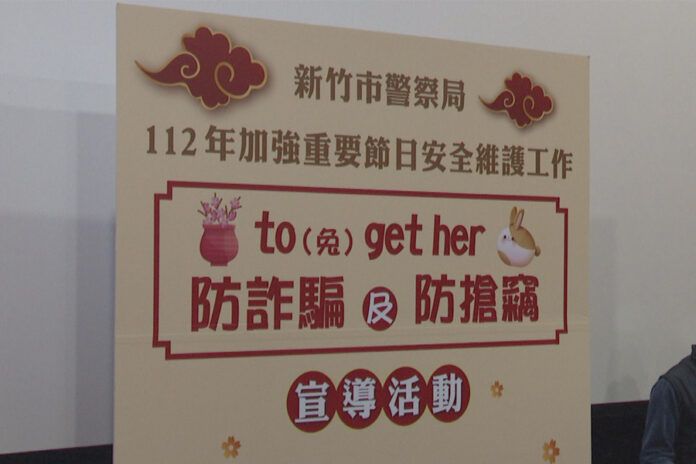 新竹市警察局
112年加強重要節日安全維護工作
to(兔) get her
防詐騙及防搶竊
宣導活動